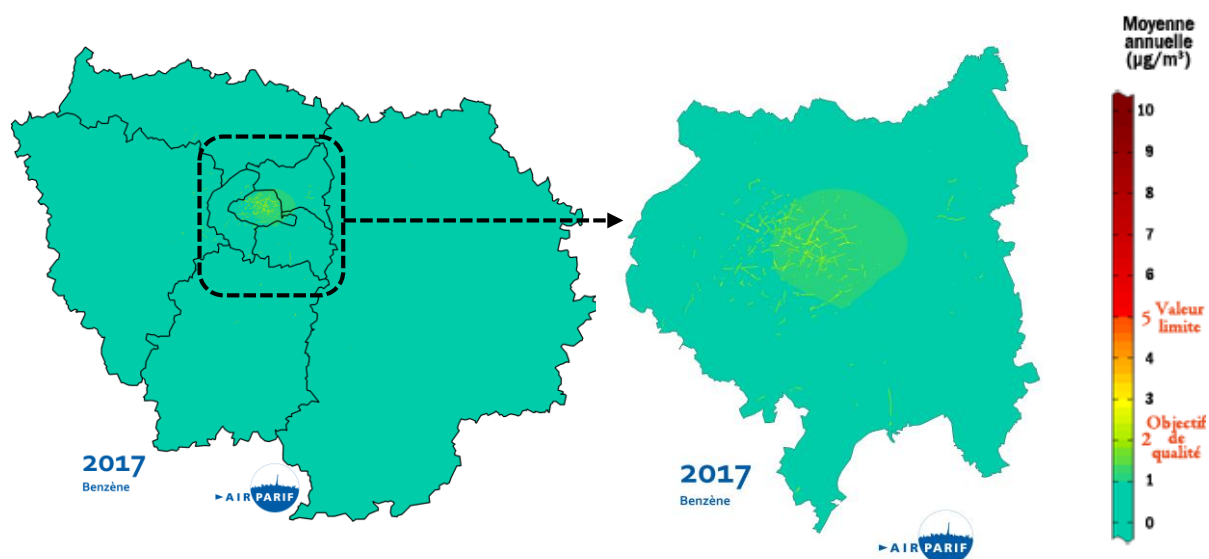 2017
Benzène
AIRPARIF
2017
Benzène
AIRPARIF
Moyenne
annuelle
(µg/m³)
10
9
8
7
6
5 Valeur
limite
4
3
Objectif
2 de
qualité
1
0